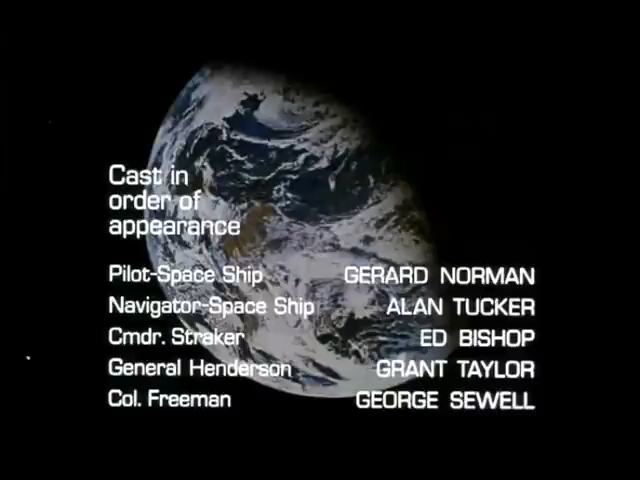 Cast in
order of
appearance
Pilot-Space Ship GERARD NORMAN
Navigator-Space Ship ALAN TUCKER
Cmdr. Straker ED BISHOP
General Henderson GRANT TAYLOR
Col. Freeman GEORGE SEWELL